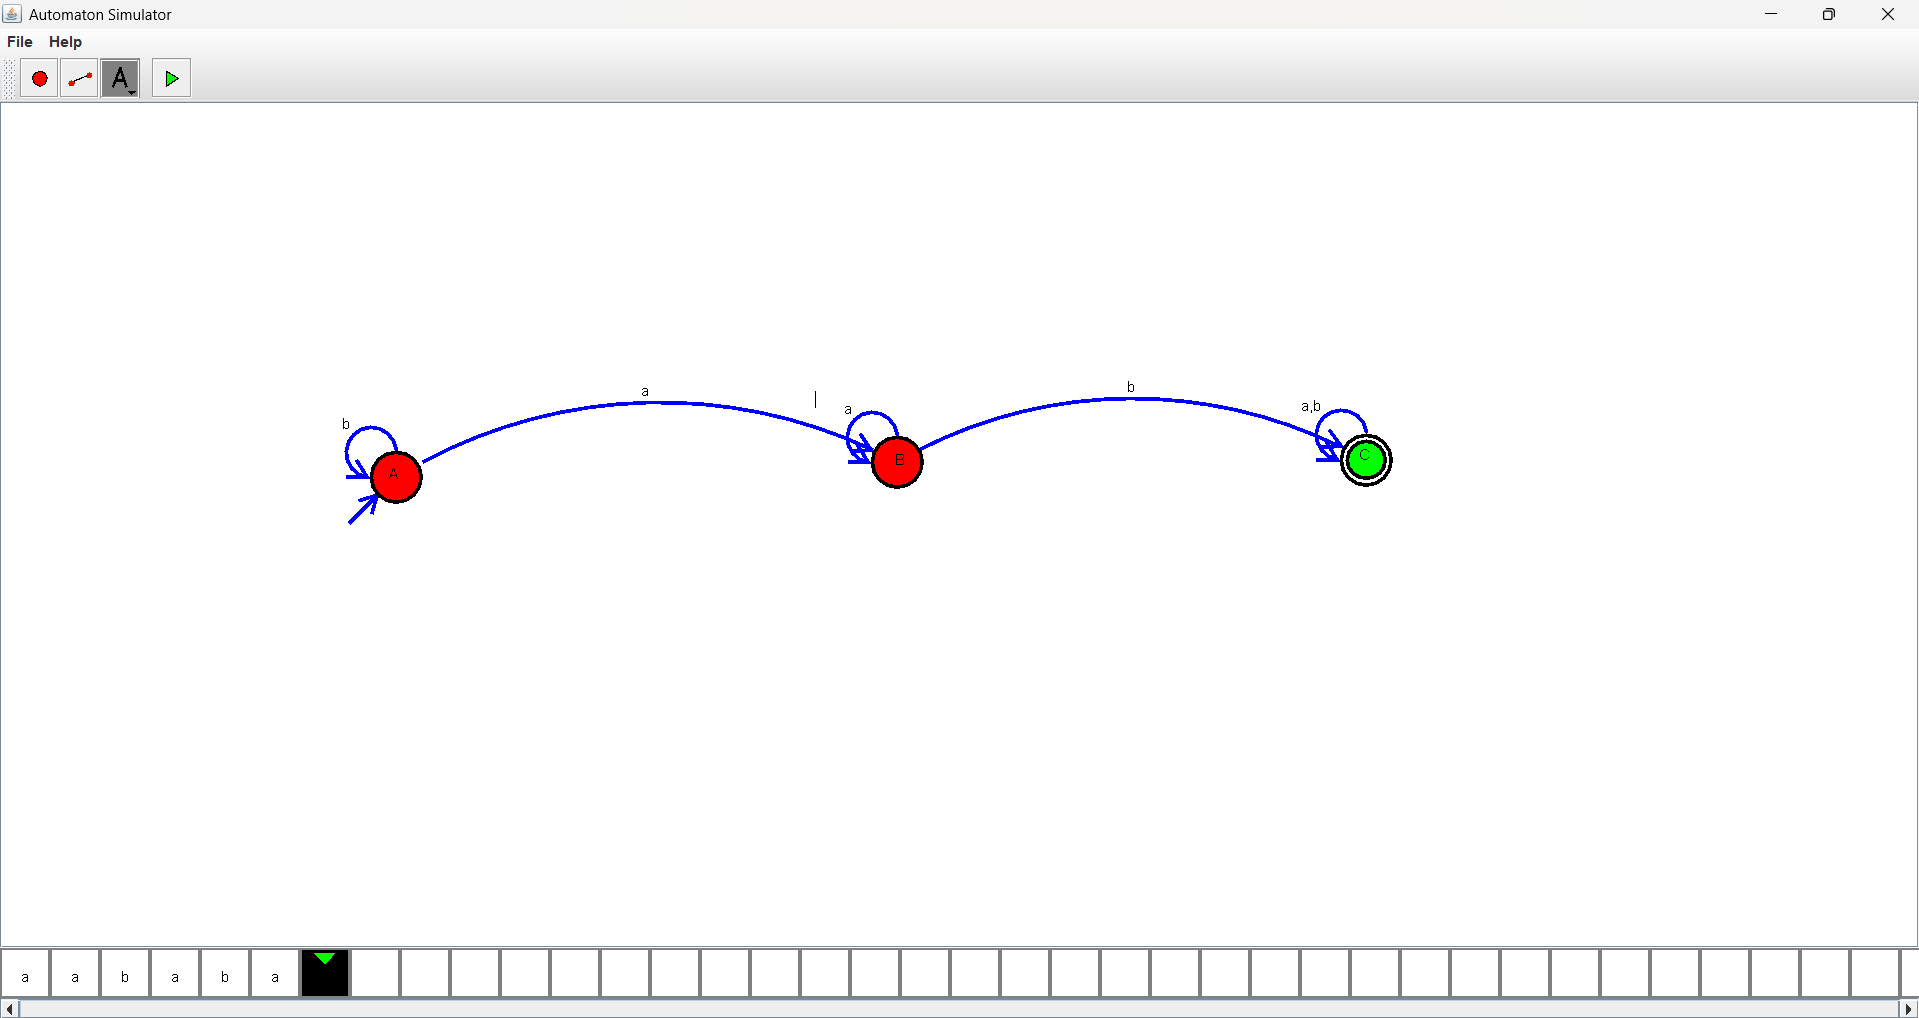 Automaton Simulator
File Help
A
a
b
a,b
b
a
A
B
C
a a b a b a